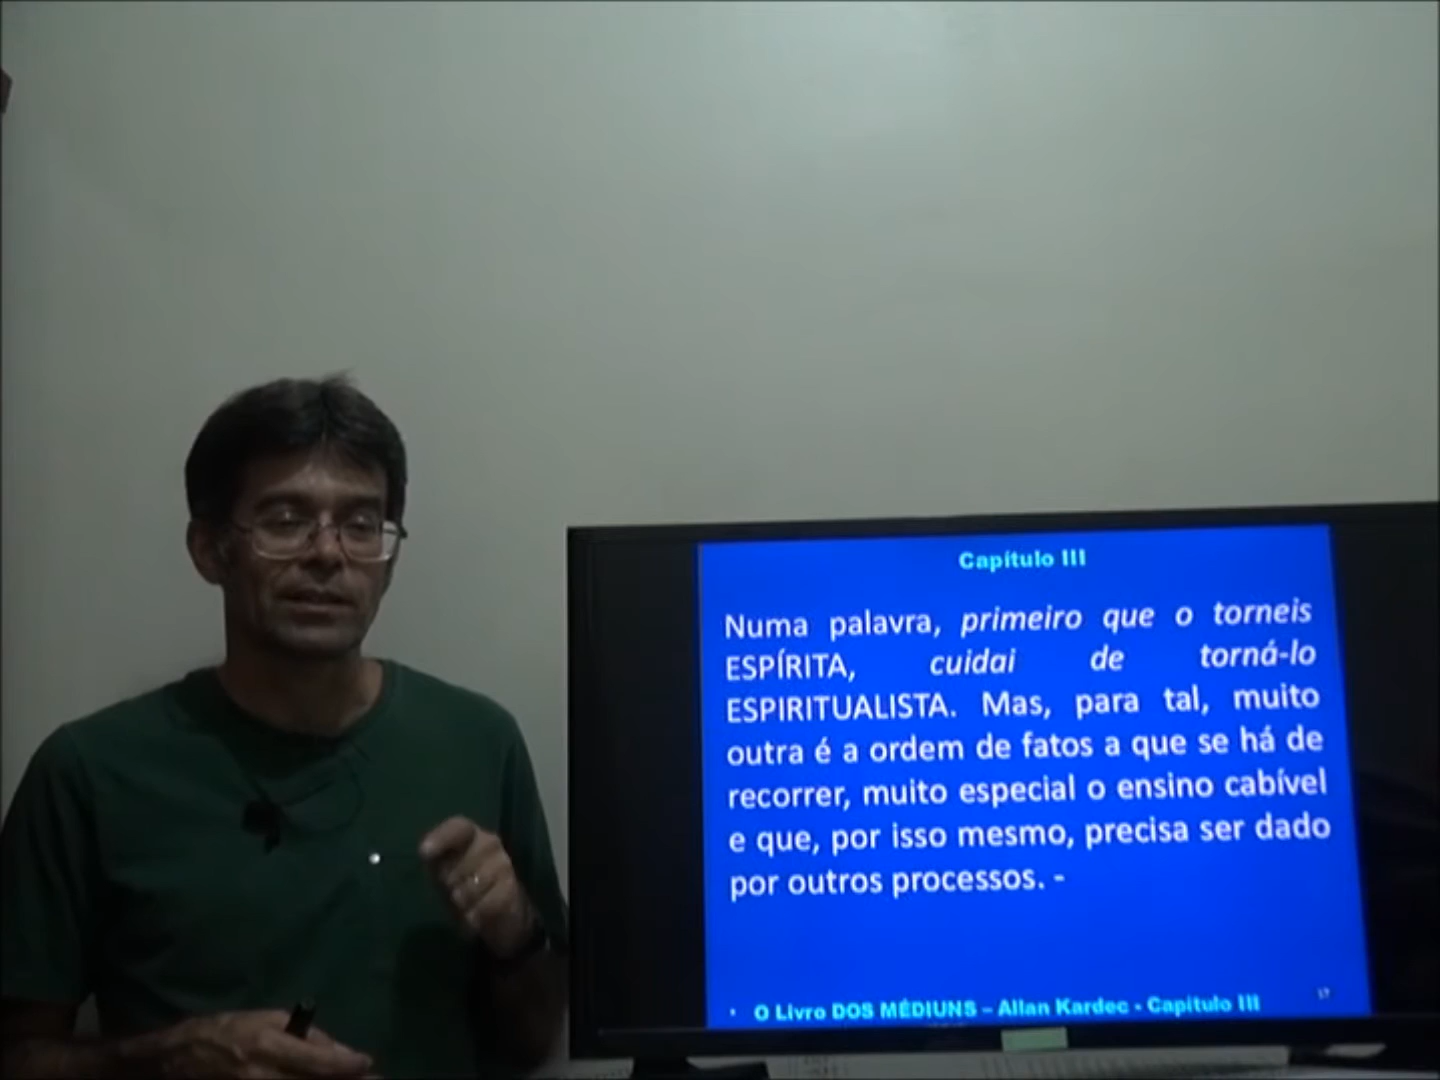 Capítulo III
Numa palavra, primeiro que o torneis
ESPÍRITA, cuidai de torná-lo
ESPIRITUALISTA. Mas, para tal, muito
outra é a ordem de fatos a que se há de
recorrer, muito especial o ensino cabível
e que, por isso mesmo, precisa ser dado
por outros processos. -
• O Livro DOS MÉDIUNS – Allan Kardec - Capítulo III
17